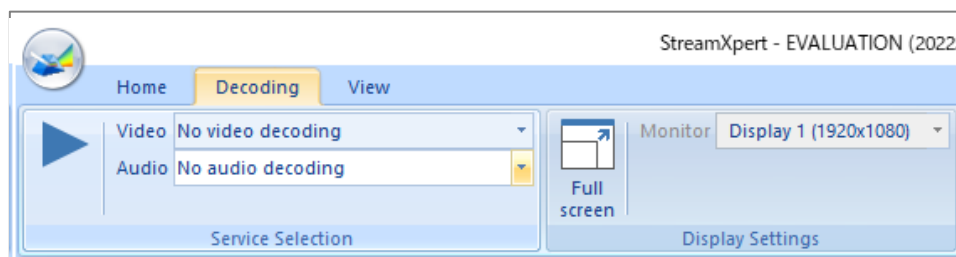 StreamXpert - EVALUATION (2022
Home Decoding View
Video No video decoding
Audio No audio decoding
Service Selection
Full
screen
Monitor Display 1 (1920x1080)
Display Settings